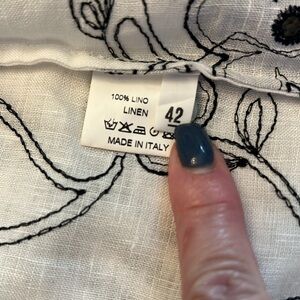 100% LINO
LINEN
42
MADE IN ITALY